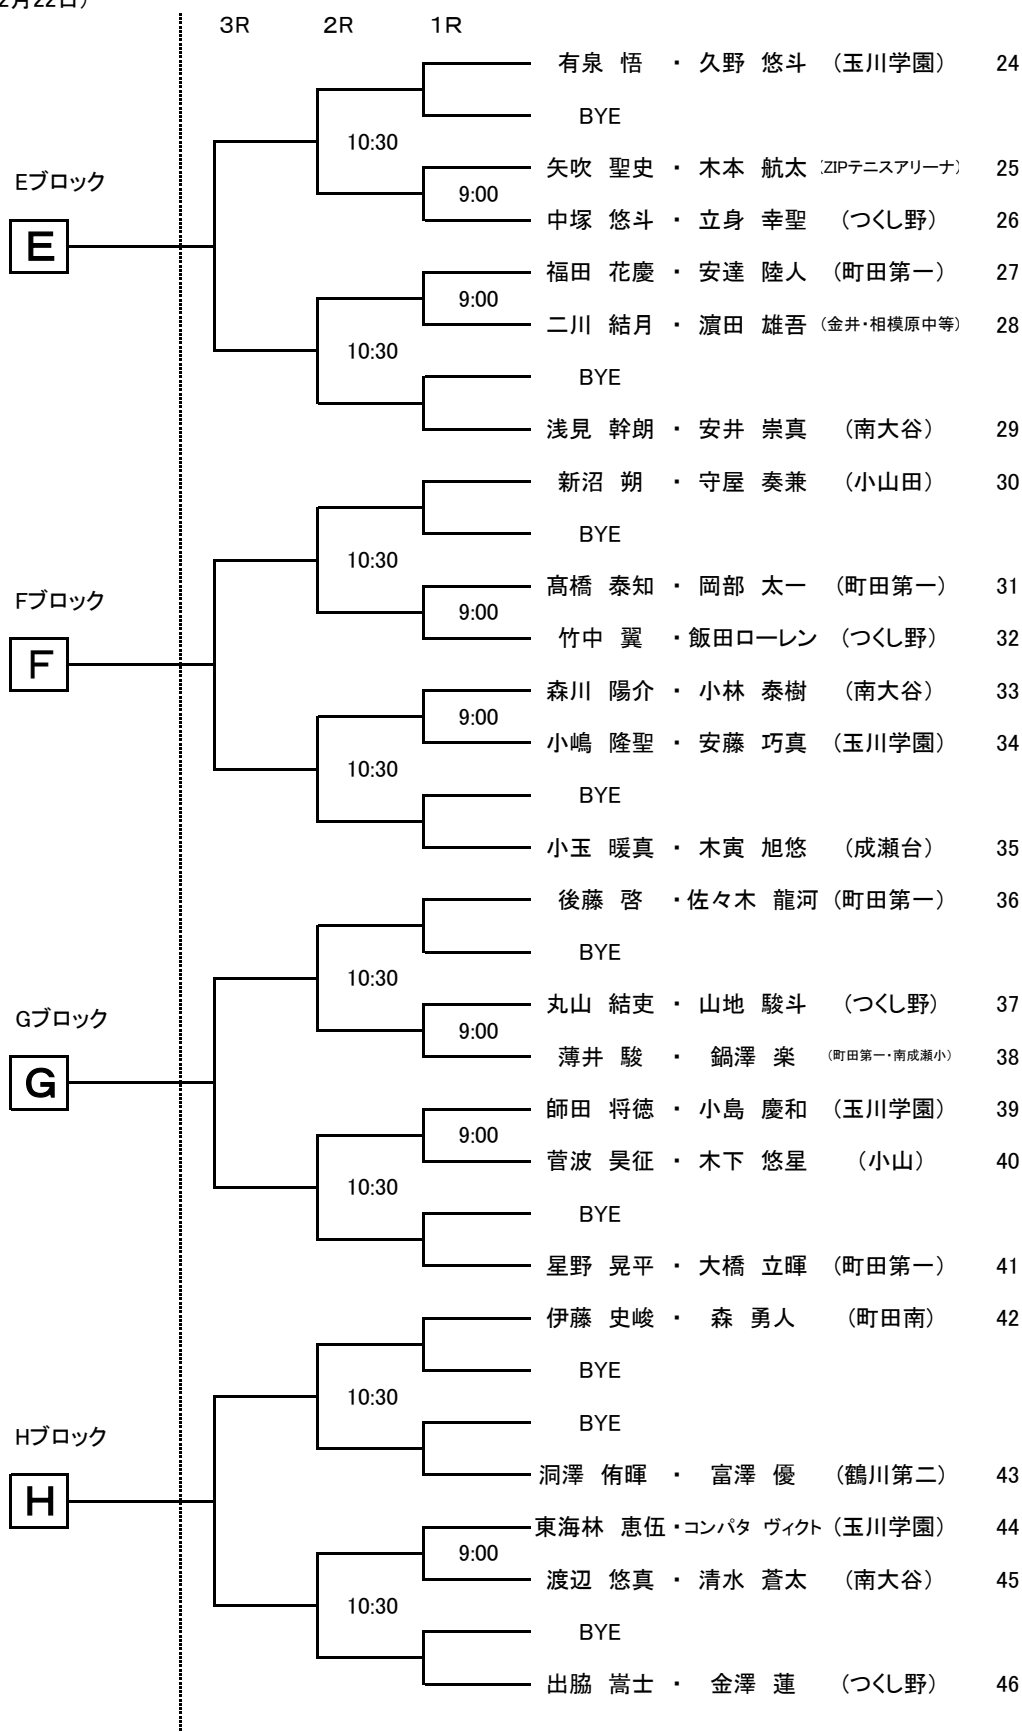 2月22日）
3R 2R 1R
有泉 悟 ・ 久野 悠斗 （玉川学園） 24
BYE
10:30
矢吹 聖史 ・ 木本 航太 （ZIPテニスアリーナ） 25
Eブロック
9:00
中塚 悠斗 ・ 立身 幸聖 （つくし野） 26
E
福田 花慶 ・ 安達 陸人 （町田第一） 27
9:00
二川 結月 ・ 濵田 雄吾 （金井・相模原中等） 28
10:30
BYE
浅見 幹朗 ・ 安井 崇真 （南大谷） 29
新沼 朔 ・ 守屋 奏兼 （小山田） 30
BYE
10:30
髙橋 泰知 ・ 岡部 太一 （町田第一） 31
Fブロック
9:00
竹中 翼 ・飯田ローレン （つくし野） 32
F
森川 陽介 ・ 小林 泰樹 （南大谷） 33
9:00
小嶋 隆聖 ・ 安藤 巧真 （玉川学園） 34
10:30
BYE
小玉 暖真 ・ 木寅 旭悠 （成瀬台） 35
後藤 啓 ・佐々木 龍河 （町田第一） 36
BYE
10:30
丸山 結吏 ・ 山地 駿斗 （つくし野） 37
Gブロック
9:00
薄井 駿 ・ 鍋澤 楽 （町田第一・南成瀬小） 38
G
師田 将徳 ・ 小島 慶和 （玉川学園） 39
9:00
菅波 昊征 ・ 木下 悠星 （小山） 40
10:30
BYE
星野 晃平 ・ 大橋 立暉 （町田第一） 41
伊藤 史峻 ・ 森 勇人 （町田南） 42
BYE
10:30
BYE
Hブロック
洞澤 侑暉 ・ 富澤 優 （鶴川第二） 43
H
東海林 恵伍・コンパタ ヴィクト （玉川学園） 44
9:00
渡辺 悠真 ・ 清水 蒼太 （南大谷） 45
10:30
BYE
出脇 嵩士 ・ 金澤 蓮 （つくし野） 46